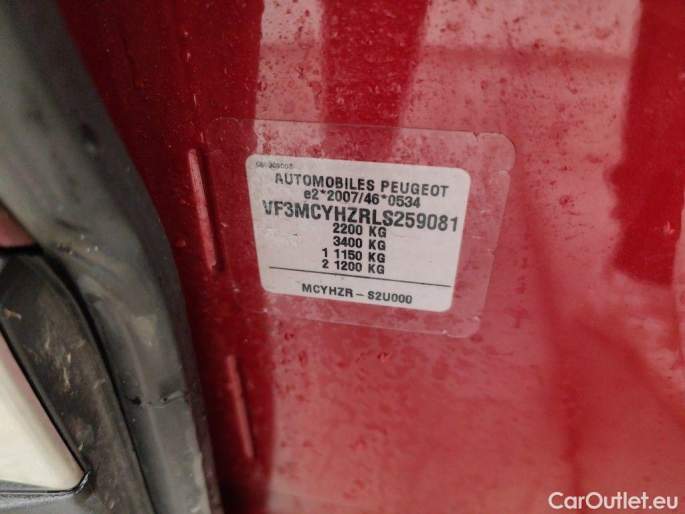 AUTOMOBILES PEUGEOT
e2*2007/46*0534
VF3MCYHZRLS259081
2200 KG
3400 KG
1 1150 KG
2 1200 KG
MCYHZR - S2U000
CarOutlet.eu